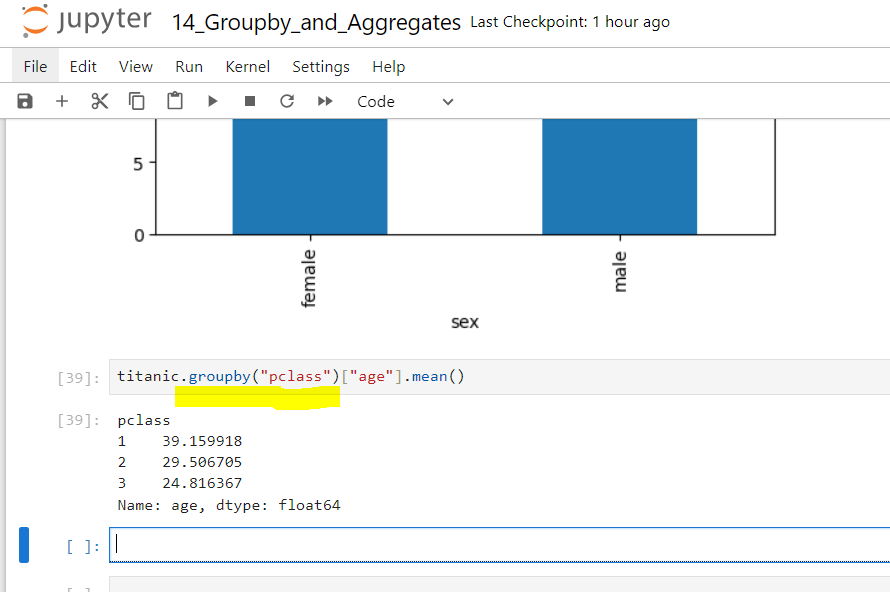 jupyter 14_Groupby_and_Aggregates Last Checkpoint: 1 hour ago
File Edit View Run Kernel Settings Help
Code
5
0
female
male
sex
[39]: titanic.groupby("pclass")["age"].mean()
[39]: pclass
1 39.159918
2 29.506705
3 24.816367
Name: age, dtype: float64
[ ]:
[ ]: